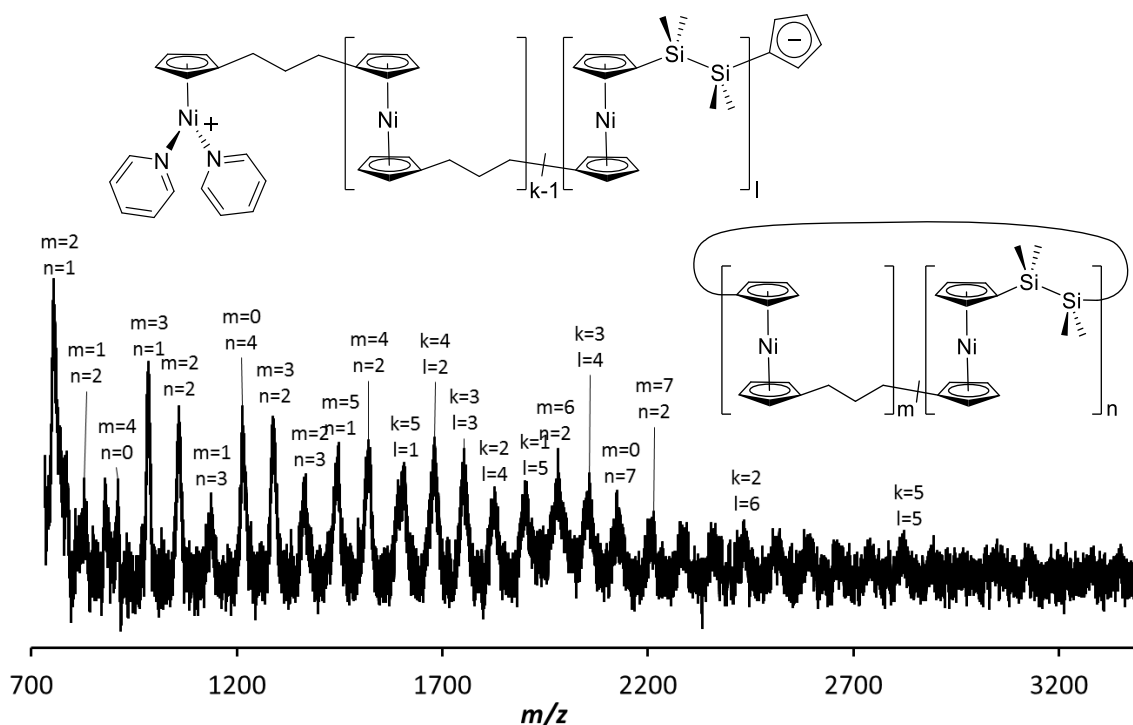 Si
Si
−
Ni
+
N
N
Ni
k-1
Ni
l
Si
Si
Ni
m
Ni
n
m=2
n=1
m=1
n=2
m=4
n=0
m=3
n=1
m=2
n=2
m=1
n=3
m=0
n=4
m=3
n=2
m=2
n=3
m=5
n=1
m=4
n=2
k=5
l=1
k=4
l=2
k=3
l=3
k=2
l=4
k=1
l=5
m=6
n=2
k=3
l=4
m=0
n=7
m=7
n=2
k=2
l=6
k=5
l=5
700 1200 1700 2200 2700 3200
m/z